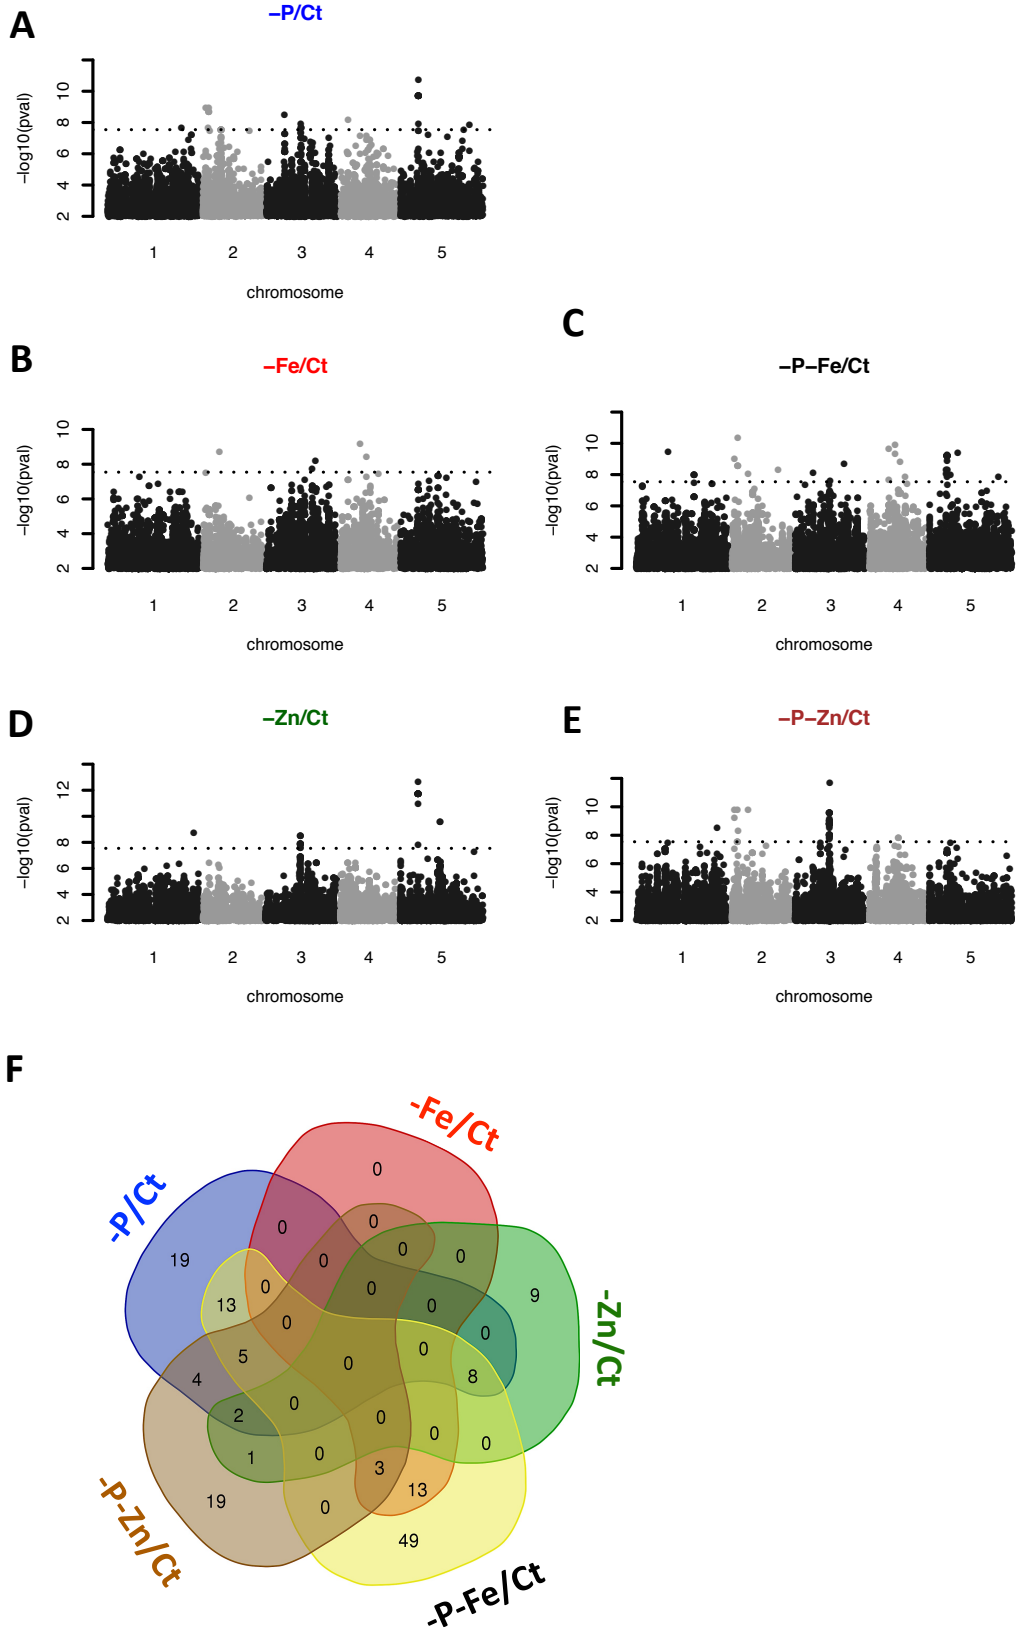 A
–P/Ct
–log10(pval)
2 4 6 8 10
1 2 3 4 5
chromosome
B
–Fe/Ct
–log10(pval)
2 4 6 8 10
1 2 3 4 5
chromosome
C
–P–Fe/Ct
–log10(pval)
2 4 6 8 10
1 2 3 4 5
chromosome
D
–Zn/Ct
–log10(pval)
2 4 6 8 12
1 2 3 4 5
chromosome
E
–P–Zn/Ct
–log10(pval)
2 4 6 8 10
1 2 3 4 5
chromosome
F
-Fe/Ct
-P/Ct
-Zn/Ct
-P-Zn/Ct
-P-Fe/Ct
0
0
0
19
0
0
0
0
0
9
13
0
0
0
0
5
0
0
8
4
0
2
0
0
0
1
0
3
13
19
0
49